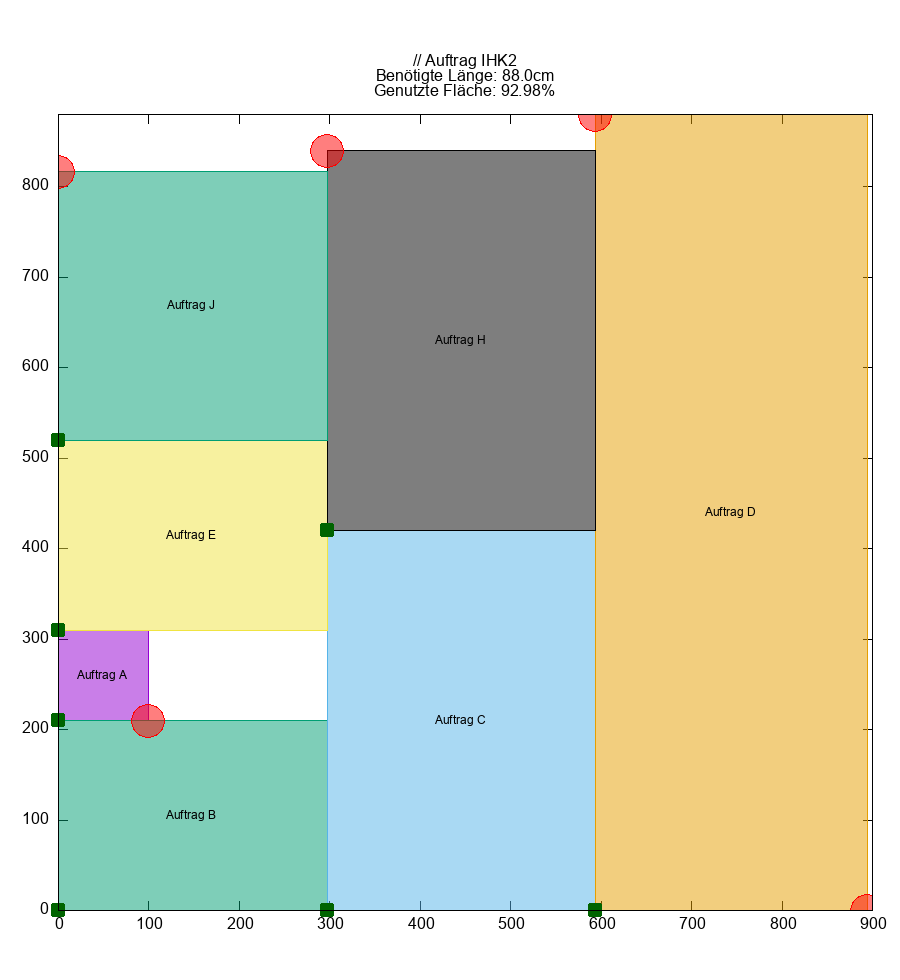 // Auftrag IHK2
Benötigte Länge: 88.0cm
Genutzte Fläche: 92.98%
800
700
600
500
400
300
200
100
0
Auftrag J
Auftrag H
Auftrag D
Auftrag E
Auftrag A
Auftrag C
Auftrag B
0 100 200 300 400 500 600 700 800 900